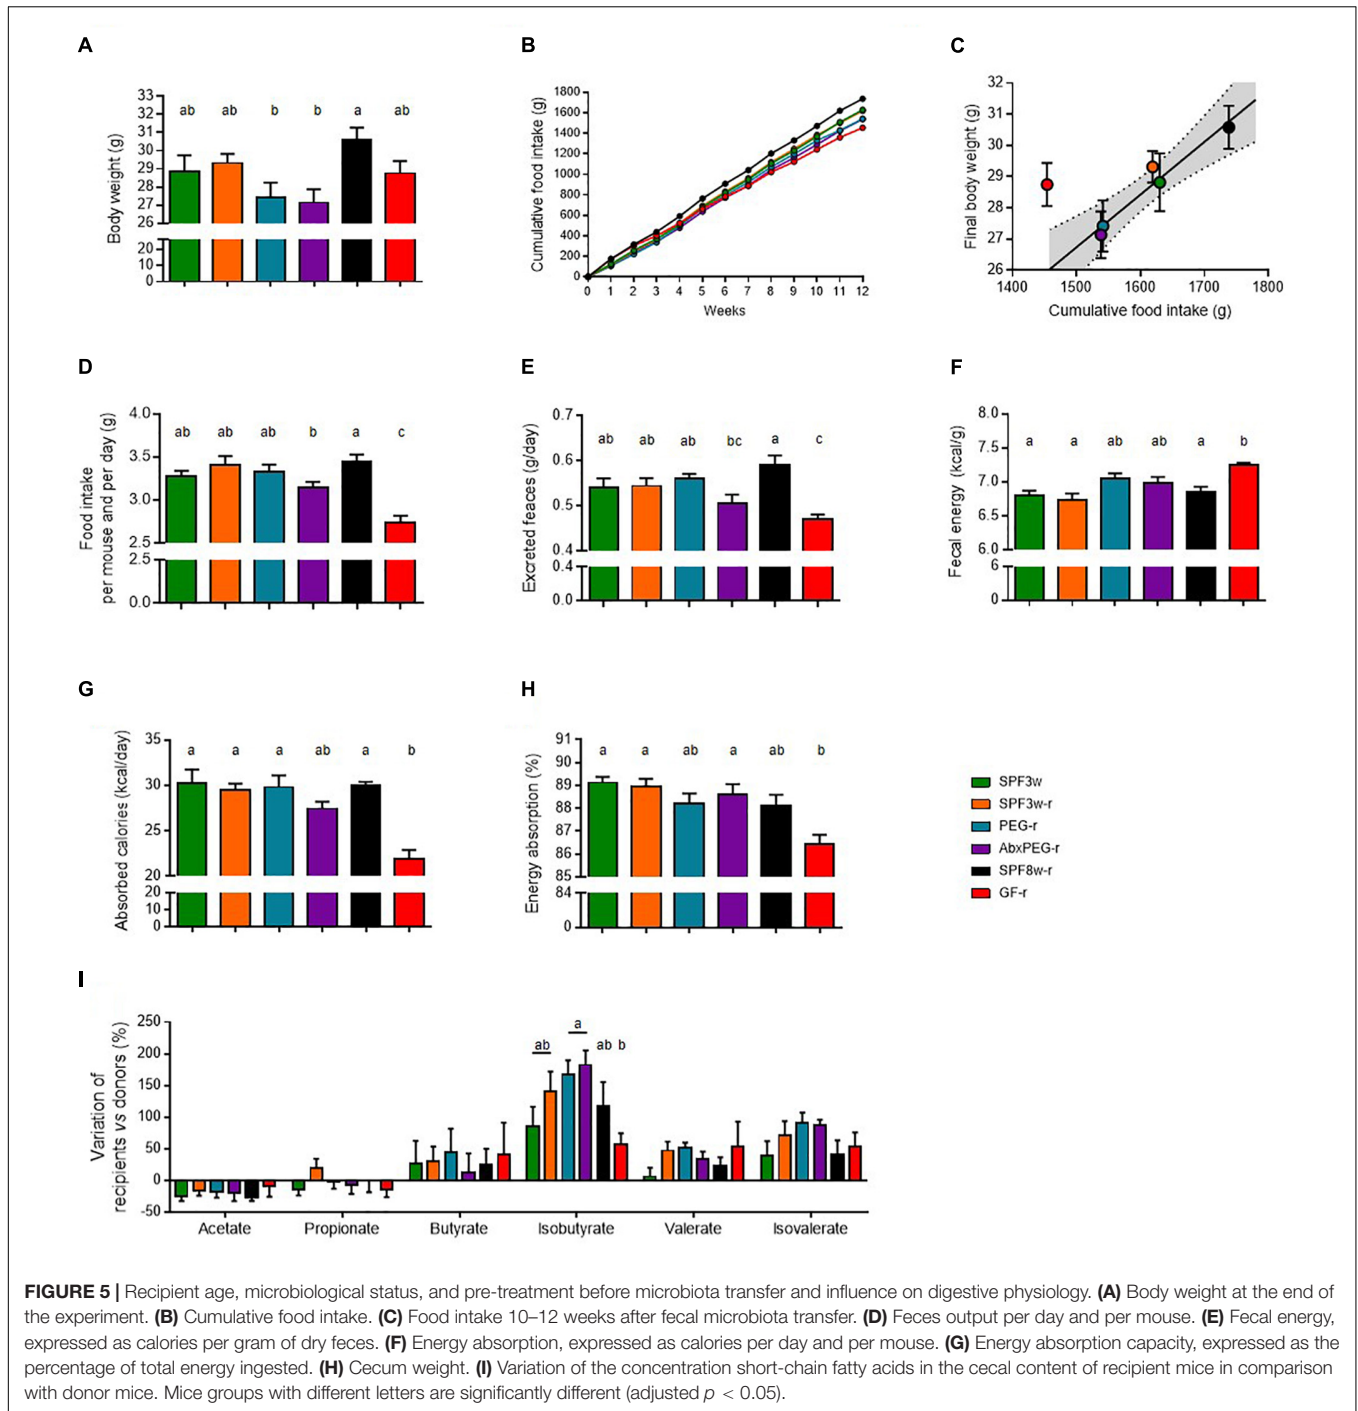 A
Body weight (g)
33
32
31
30
29
28
27
26
20
10
0
ab ab b b a ab
B
Cumulative food intake (g)
1800
1600
1400
1200
1000
800
600
400
200
0
0 1 2 3 4 5 6 7 8 9 10 11 12
Weeks
C
Final body weight (g)
32
31
30
29
28
27
26
1400 1500 1600 1700 1800
Cumulative food intake (g)
D
Food intake
per mouse and per day (g)
4.0
3.5
3.0
2.5
2.5
0.0
ab ab ab b a c
E
Excreted feaces (g/day)
0.7
0.6
0.5
0.4
0.4
0.0
ab ab ab bc a c
F
Fecal energy (kcal/g)
8.0
7.5
7.0
6.5
6.0
6
0
a a ab ab a b
G
Absorbed calories (kcal/day)
35
30
25
20
20
10
0
a a a ab a b
H
Energy absorption (%)
91
90
89
88
87
86
85
84
0
a a ab a ab b
SPF3w
SPF3w-r
PEG-r
AbxPEG-r
SPF8w-r
GF-r
I
Variation of
recipients vs donors (%)
250
200
150
100
50
0
-50
ab a ab b
Acetate Propionate Butyrate Isobutyrate Valerate Isovalerate
FIGURE 5 | Recipient age, microbiological status, and pre-treatment before microbiota transfer and influence on digestive physiology. (A) Body weight at the end of
the experiment. (B) Cumulative food intake. (C) Food intake 10–12 weeks after fecal microbiota transfer. (D) Feces output per day and per mouse. (E) Fecal energy,
expressed as calories per gram of dry feces. (F) Energy absorption, expressed as calories per day and per mouse. (G) Energy absorption capacity, expressed as the
percentage of total energy ingested. (H) Cecum weight. (I) Variation of the concentration short-chain fatty acids in the cecal content of recipient mice in comparison
with donor mice. Mice groups with different letters are significantly different (adjusted p < 0.05).